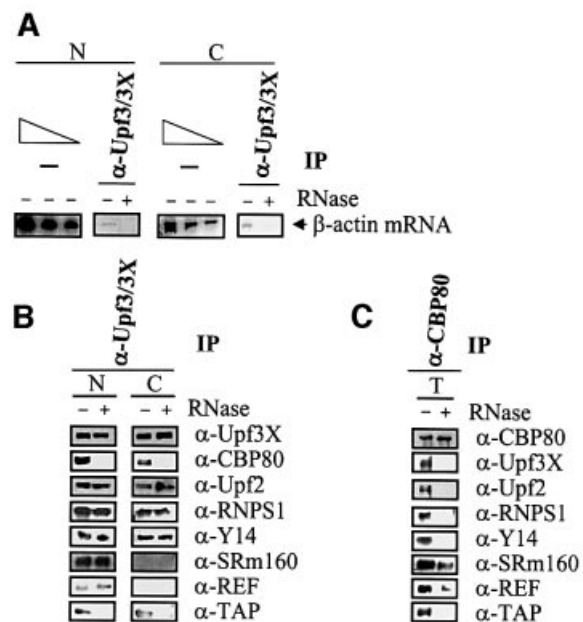 A
N C
α-Upf3/3X α-Upf3/3X
IP
– –
– – – – + – – – – + RNase
β-actin mRNA
B
α-Upf3/3X
IP
N C
– + – + RNase
α-Upf3X
α-CBP80
α-Upf2
α-RNPS1
α-Y14
α-SRm160
α-REF
α-TAP
C
α-CBP80
IP
T
– + RNase
α-CBP80
α-Upf3X
α-Upf2
α-RNPS1
α-Y14
α-SRm160
α-REF
α-TAP